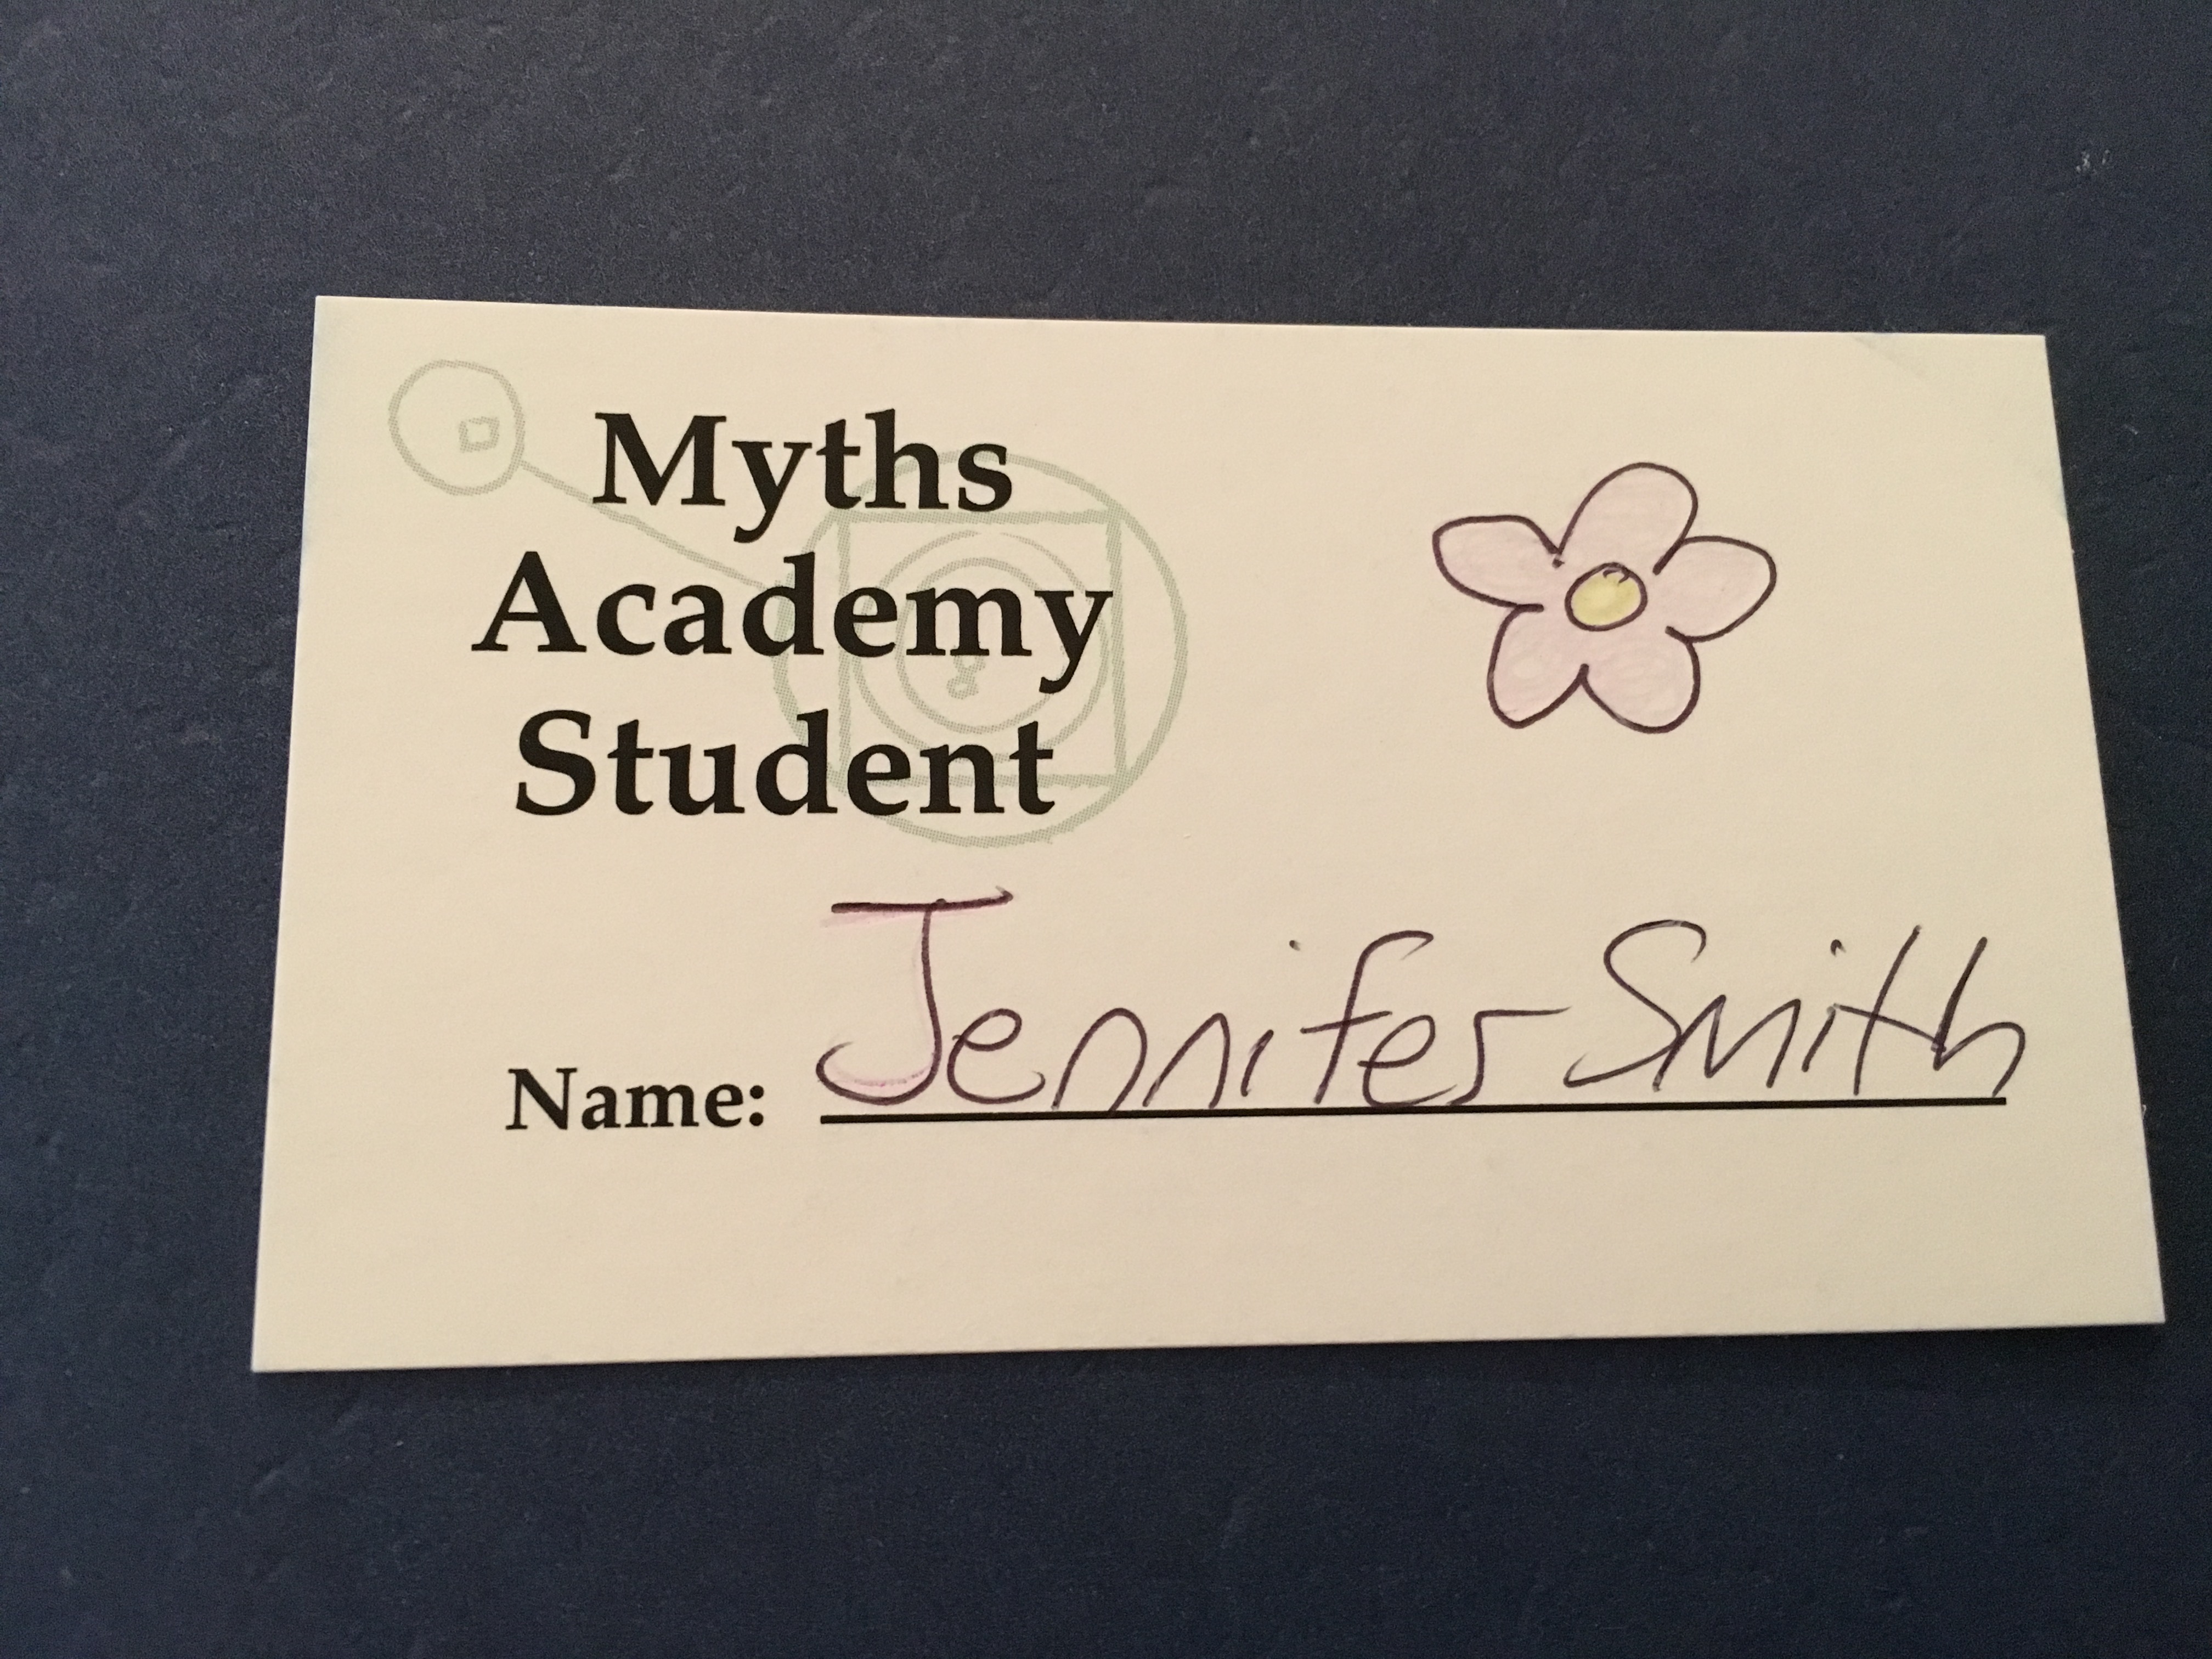 Myths
Academy
Student
Name: Jennifer Smith